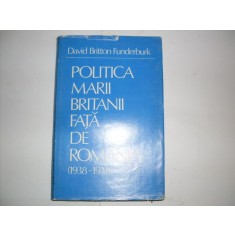 David Britton Funderburk
POLITICA
MARII
BRITANII
FAȚĂ
DE